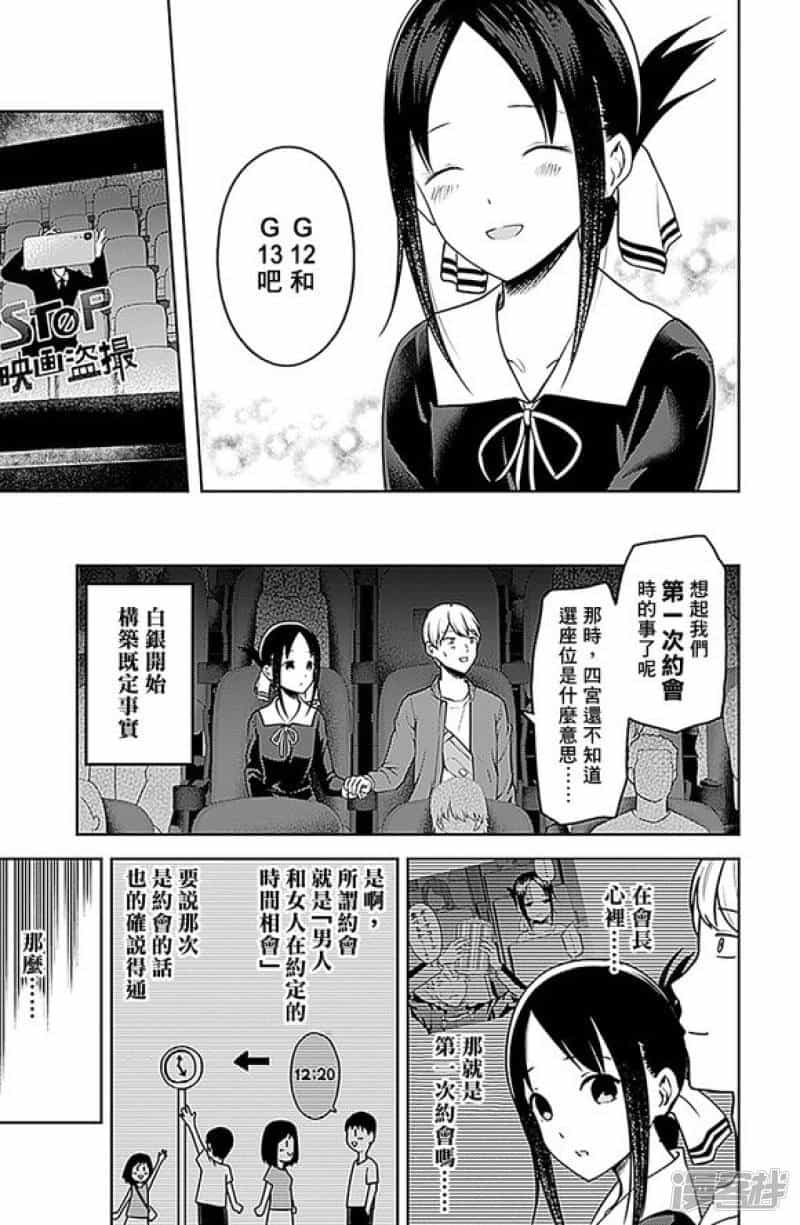 G12和
G13吧
STOP
映画盗撮
想起我們
第一次約會
時的事了呢
那時，四宮還不知道
選座位是什麼意思……
白銀開始
構築既定事實
在會長
心裡……
那就是
第一次約會嗎……
是啊，
所謂約會
就是「男人
和女人在約定的
時間相會」
12:20
要說那次
是約會的話
也的確說得通
那麼……
漫客栈